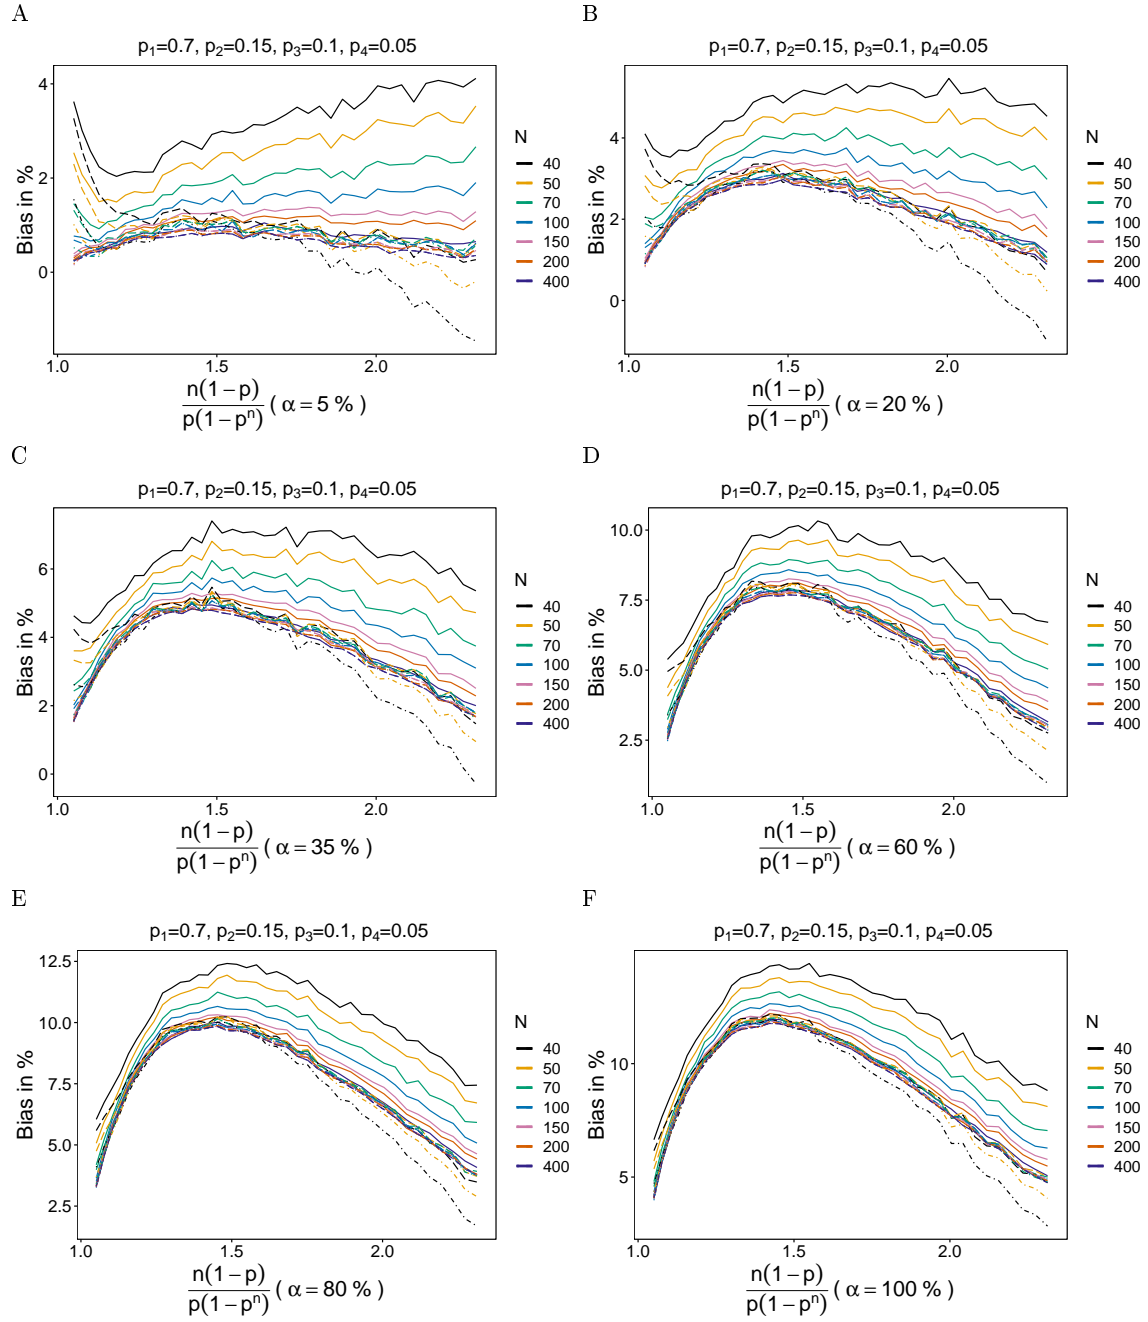 A
p1=0.7, p2=0.15, p3=0.1, p4=0.05
Bias in %
4
2
0
1.0 1.5 2.0
n(1−p)
p(1−pⁿ) ( α = 5 % )
N
40
50
70
100
150
200
400
B
p1=0.7, p2=0.15, p3=0.1, p4=0.05
Bias in %
4
2
0
1.0 1.5 2.0
n(1−p)
p(1−pⁿ) ( α = 20 % )
N
40
50
70
100
150
200
400
C
p1=0.7, p2=0.15, p3=0.1, p4=0.05
Bias in %
6
4
2
0
1.0 1.5 2.0
n(1−p)
p(1−pⁿ) ( α = 35 % )
N
40
50
70
100
150
200
400
D
p1=0.7, p2=0.15, p3=0.1, p4=0.05
Bias in %
10.0
7.5
5.0
2.5
1.0 1.5 2.0
n(1−p)
p(1−pⁿ) ( α = 60 % )
N
40
50
70
100
150
200
400
E
p1=0.7, p2=0.15, p3=0.1, p4=0.05
Bias in %
12.5
10.0
7.5
5.0
2.5
1.0 1.5 2.0
n(1−p)
p(1−pⁿ) ( α = 80 % )
N
40
50
70
100
150
200
400
F
p1=0.7, p2=0.15, p3=0.1, p4=0.05
Bias in %
10
5
1.0 1.5 2.0
n(1−p)
p(1−pⁿ) ( α = 100 % )
N
40
50
70
100
150
200
400